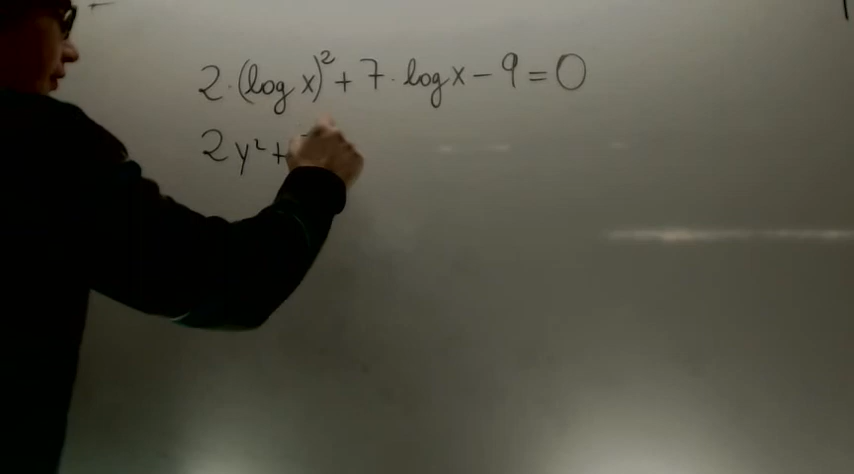 2·(log x)² + 7·log x − 9 = 0
2y² +